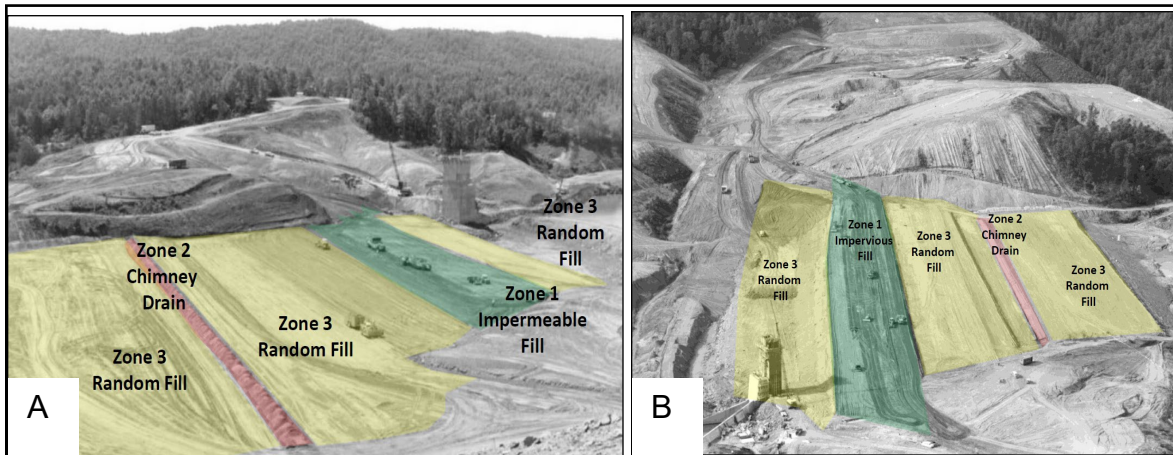 Zone 3
Random
Fill
Zone 2
Chimney
Drain
Zone 1
Impermeable
Fill
Zone 3
Random Fill
Zone 3
Random Fill
A
Zone 3
Random
Fill
Zone 1
Impervious
Fill
Zone 3
Random
Fill
Zone 2
Chimney
Drain
Zone 3
Random
Fill
B